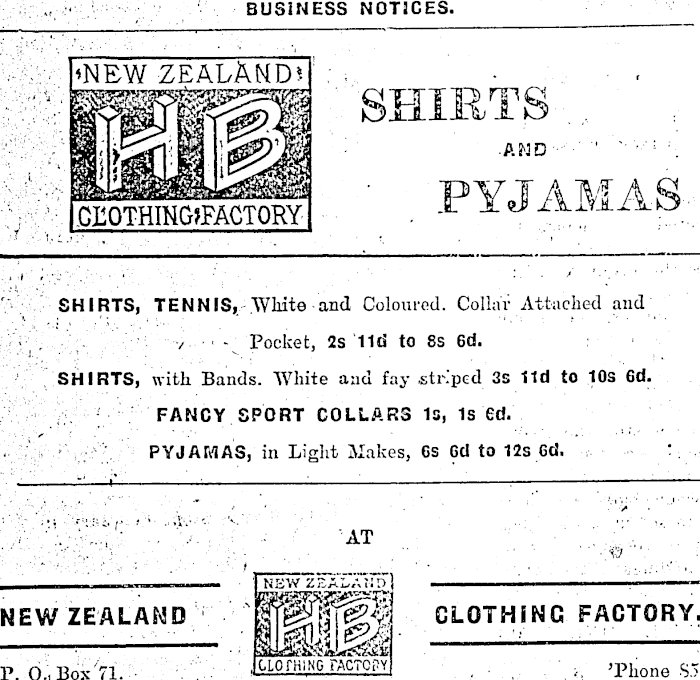 BUSINESS NOTICES.
NEW ZEALAND
HB
CLOTHING FACTORY
SHIRTS
AND
PYJAMAS
SHIRTS, TENNIS, White and Coloured. Collar Attached and
Pocket, 2s 11d to 8s 6d.
SHIRTS, with Bands. White and fay striped 3s 11d to 10s 6d.
FANCY SPORT COLLARS 1s, 1s 6d.
PYJAMAS, in Light Makes, 6s 6d to 12s 6d.
AT
NEW ZEALAND
NEW ZEALAND
HB
CLOTHING FACTORY
CLOTHING FACTORY.
P. O. Box 71.
'Phone